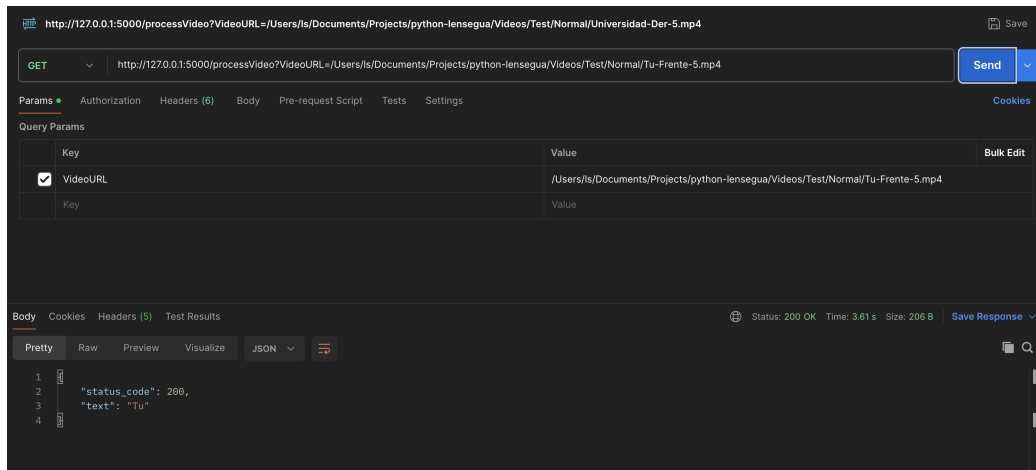 HTTP http://127.0.0.1:5000/processVideo?VideoURL=/Users/ls/Documents/Projects/python-lensegua/Videos/Test/Normal/Universidad-Der-5.mp4 Save
GET http://127.0.0.1:5000/processVideo?VideoURL=/Users/ls/Documents/Projects/python-lensegua/Videos/Test/Normal/Tu-Frente-5.mp4 Send
Params Authorization Headers (6) Body Pre-request Script Tests Settings Cookies
Query Params
Key Value Bulk Edit
VideoURL /Users/ls/Documents/Projects/python-lensegua/Videos/Test/Normal/Tu-Frente-5.mp4
Key Value
Body Cookies Headers (5) Test Results Status: 200 OK Time: 3.61 s Size: 206 B Save Response
Pretty Raw Preview Visualize JSON
1 {
2 "status_code": 200,
3 "text": "Tu"
4 }